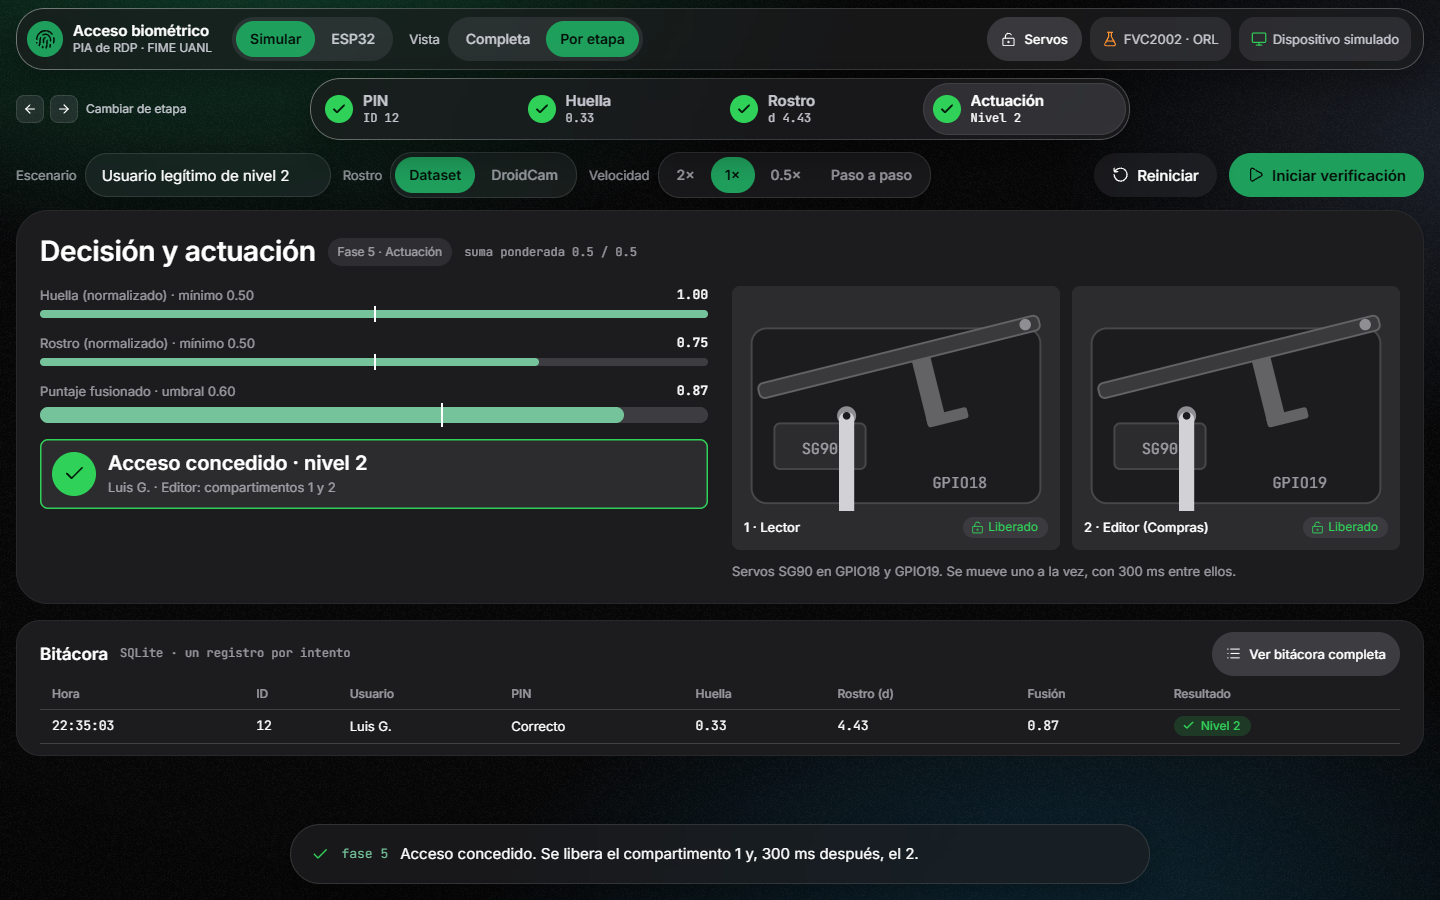 Acceso biométrico
PIA de RDP · FIME UANL
Simular
ESP32
Vista
Completa
Por etapa
Servos
FVC2002 · ORL
Dispositivo simulado
Cambiar de etapa
PIN
ID 12
Huella
0.33
Rostro
d 4.43
Actuación
Nivel 2
Escenario
Usuario legítimo de nivel 2
Rostro
Dataset
DroidCam
Velocidad
2×
1×
0.5×
Paso a paso
Reiniciar
Iniciar verificación
Decisión y actuación
Fase 5 · Actuación
suma ponderada 0.5 / 0.5
Huella (normalizado) · mínimo 0.50
1.00
Rostro (normalizado) · mínimo 0.50
0.75
Puntaje fusionado · umbral 0.60
0.87
Acceso concedido · nivel 2
Luis G. · Editor: compartimentos 1 y 2
SG90
GPIO18
1 · Lector
Liberado
SG90
GPIO19
2 · Editor (Compras)
Liberado
Servos SG90 en GPIO18 y GPIO19. Se mueve uno a la vez, con 300 ms entre ellos.
Bitácora
SQLite · un registro por intento
Ver bitácora completa
Hora ID Usuario PIN Huella Rostro (d) Fusión Resultado
22:35:03 12 Luis G. Correcto 0.33 4.43 0.87 Nivel 2
fase 5 Acceso concedido. Se libera el compartimento 1 y, 300 ms después, el 2.